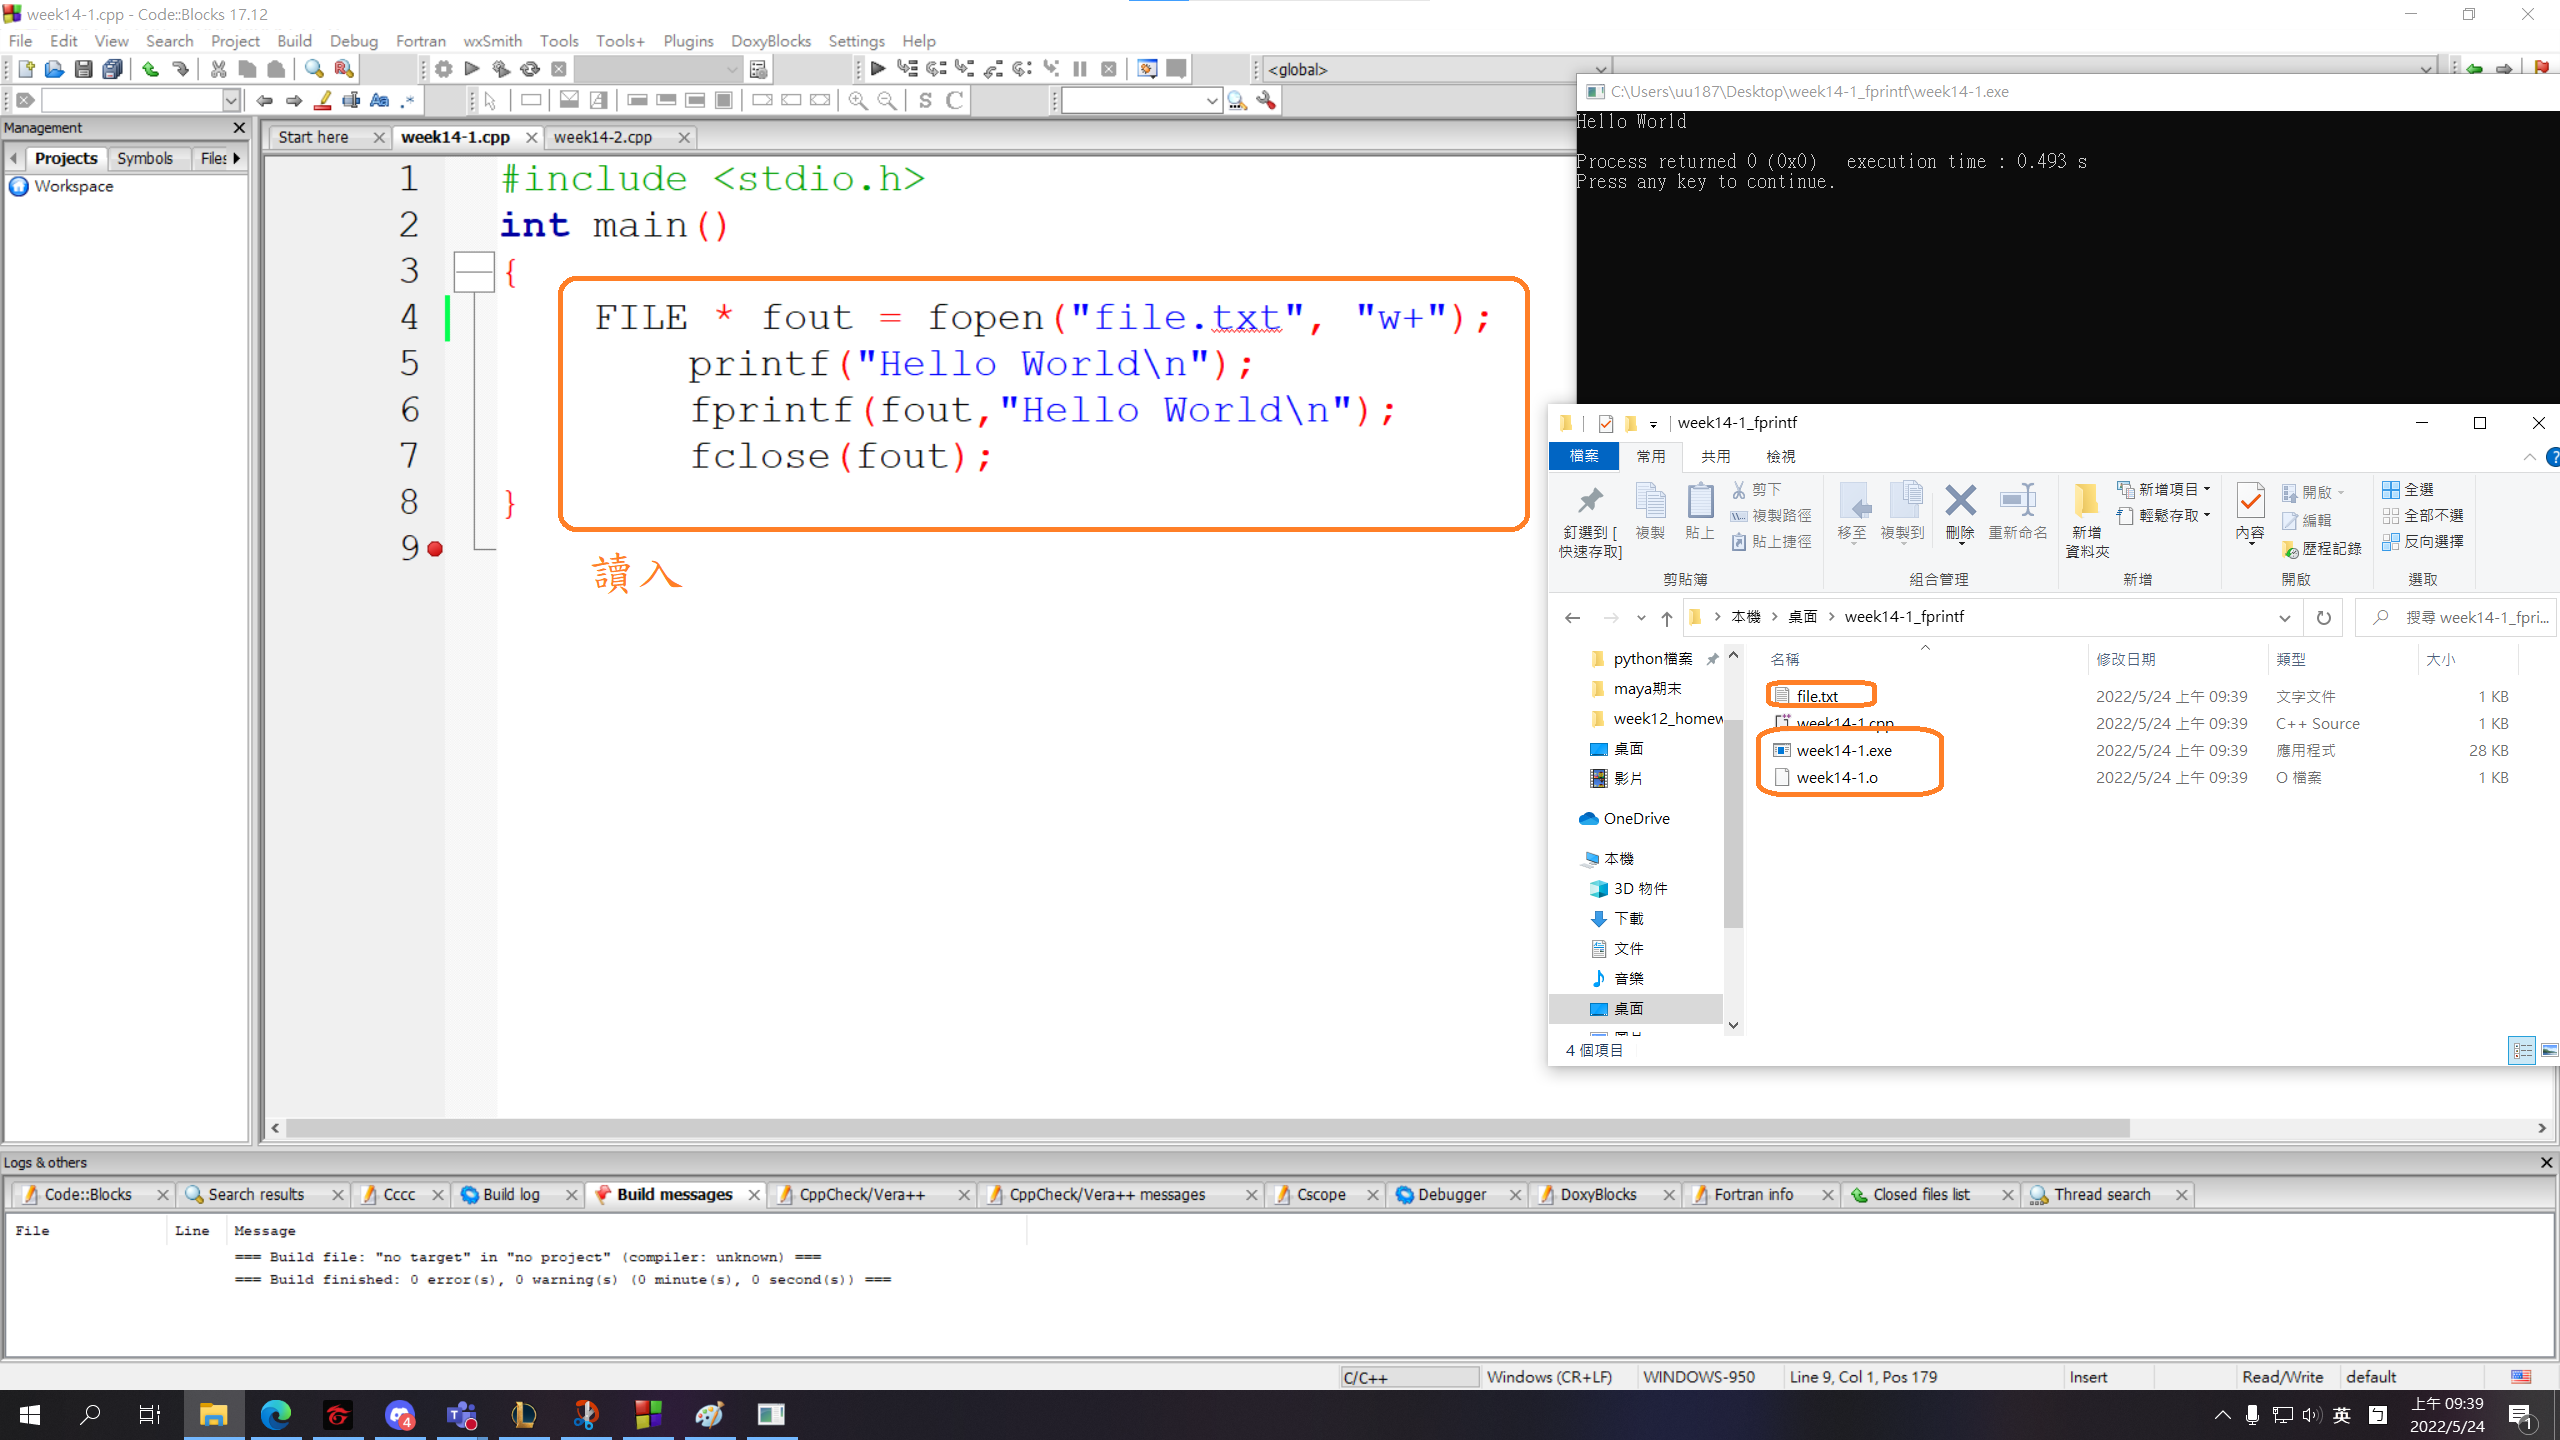 week14-1.cpp - Code::Blocks 17.12
File Edit View Search Project Build Debug Fortran wxSmith Tools Tools+ Plugins DoxyBlocks Settings Help
<global>
Management
Projects Symbols Files
Workspace
Start here week14-1.cpp week14-2.cpp
1 #include <stdio.h>
2 int main()
3 {
4 FILE * fout = fopen("file.txt", "w+");
5 printf("Hello World\n");
6 fprintf(fout,"Hello World\n");
7 fclose(fout);
8 }
9
讀入
C:\Users\uu187\Desktop\week14-1_fprintf\week14-1.exe
Hello World
Process returned 0 (0x0) execution time : 0.493 s
Press any key to continue.
week14-1_fprintf
檔案 常用 共用 檢視
釘選到 [快速存取]
複製
貼上
剪下
複製路徑
貼上捷徑
剪貼簿
移至
複製到
刪除
重新命名
組合管理
新增資料夾
新增項目
輕鬆存取
新增
內容
開啟
編輯
歷程記錄
開啟
全選
全部不選
反向選擇
選取
本機 > 桌面 > week14-1_fprintf
搜尋 week14-1_fpri...
python檔案
maya期末
week12_homew
桌面
影片
OneDrive
本機
3D 物件
下載
文件
音樂
桌面
名稱 修改日期 類型 大小
file.txt 2022/5/24 上午 09:39 文字文件 1 KB
week14-1.cpp 2022/5/24 上午 09:39 C++ Source 1 KB
week14-1.exe 2022/5/24 上午 09:39 應用程式 28 KB
week14-1.o 2022/5/24 上午 09:39 O 檔案 1 KB
4 個項目
Logs & others
Code::Blocks Search results Cccc Build log Build messages CppCheck/Vera++ CppCheck/Vera++ messages Cscope Debugger DoxyBlocks Fortran info Closed files list Thread search
File Line Message
=== Build file: "no target" in "no project" (compiler: unknown) ===
=== Build finished: 0 error(s), 0 warning(s) (0 minute(s), 0 second(s)) ===
C/C++ Windows (CR+LF) WINDOWS-950 Line 9, Col 1, Pos 179 Insert Read/Write default
4
英 ㄅ
上午 09:39
2022/5/24
1